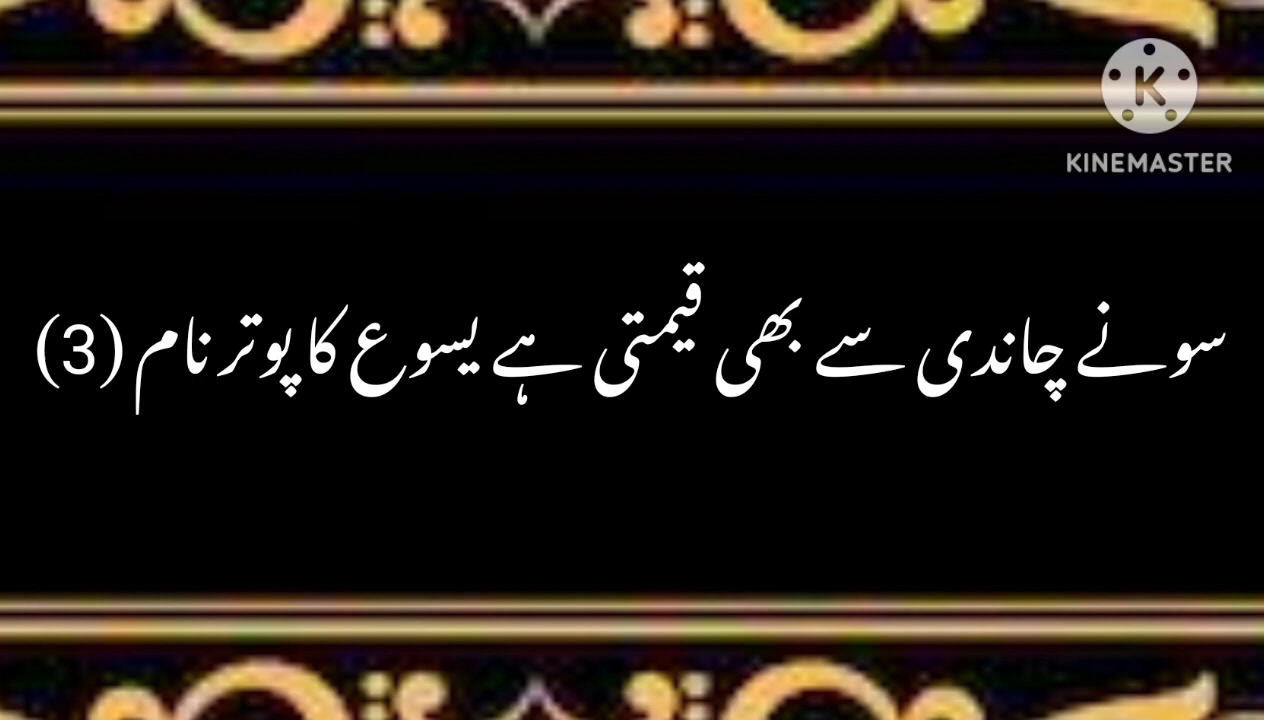 KINEMASTER
سونے چاندی سے بھی قیمتی ہے یسوع کا پوتر نام (3)